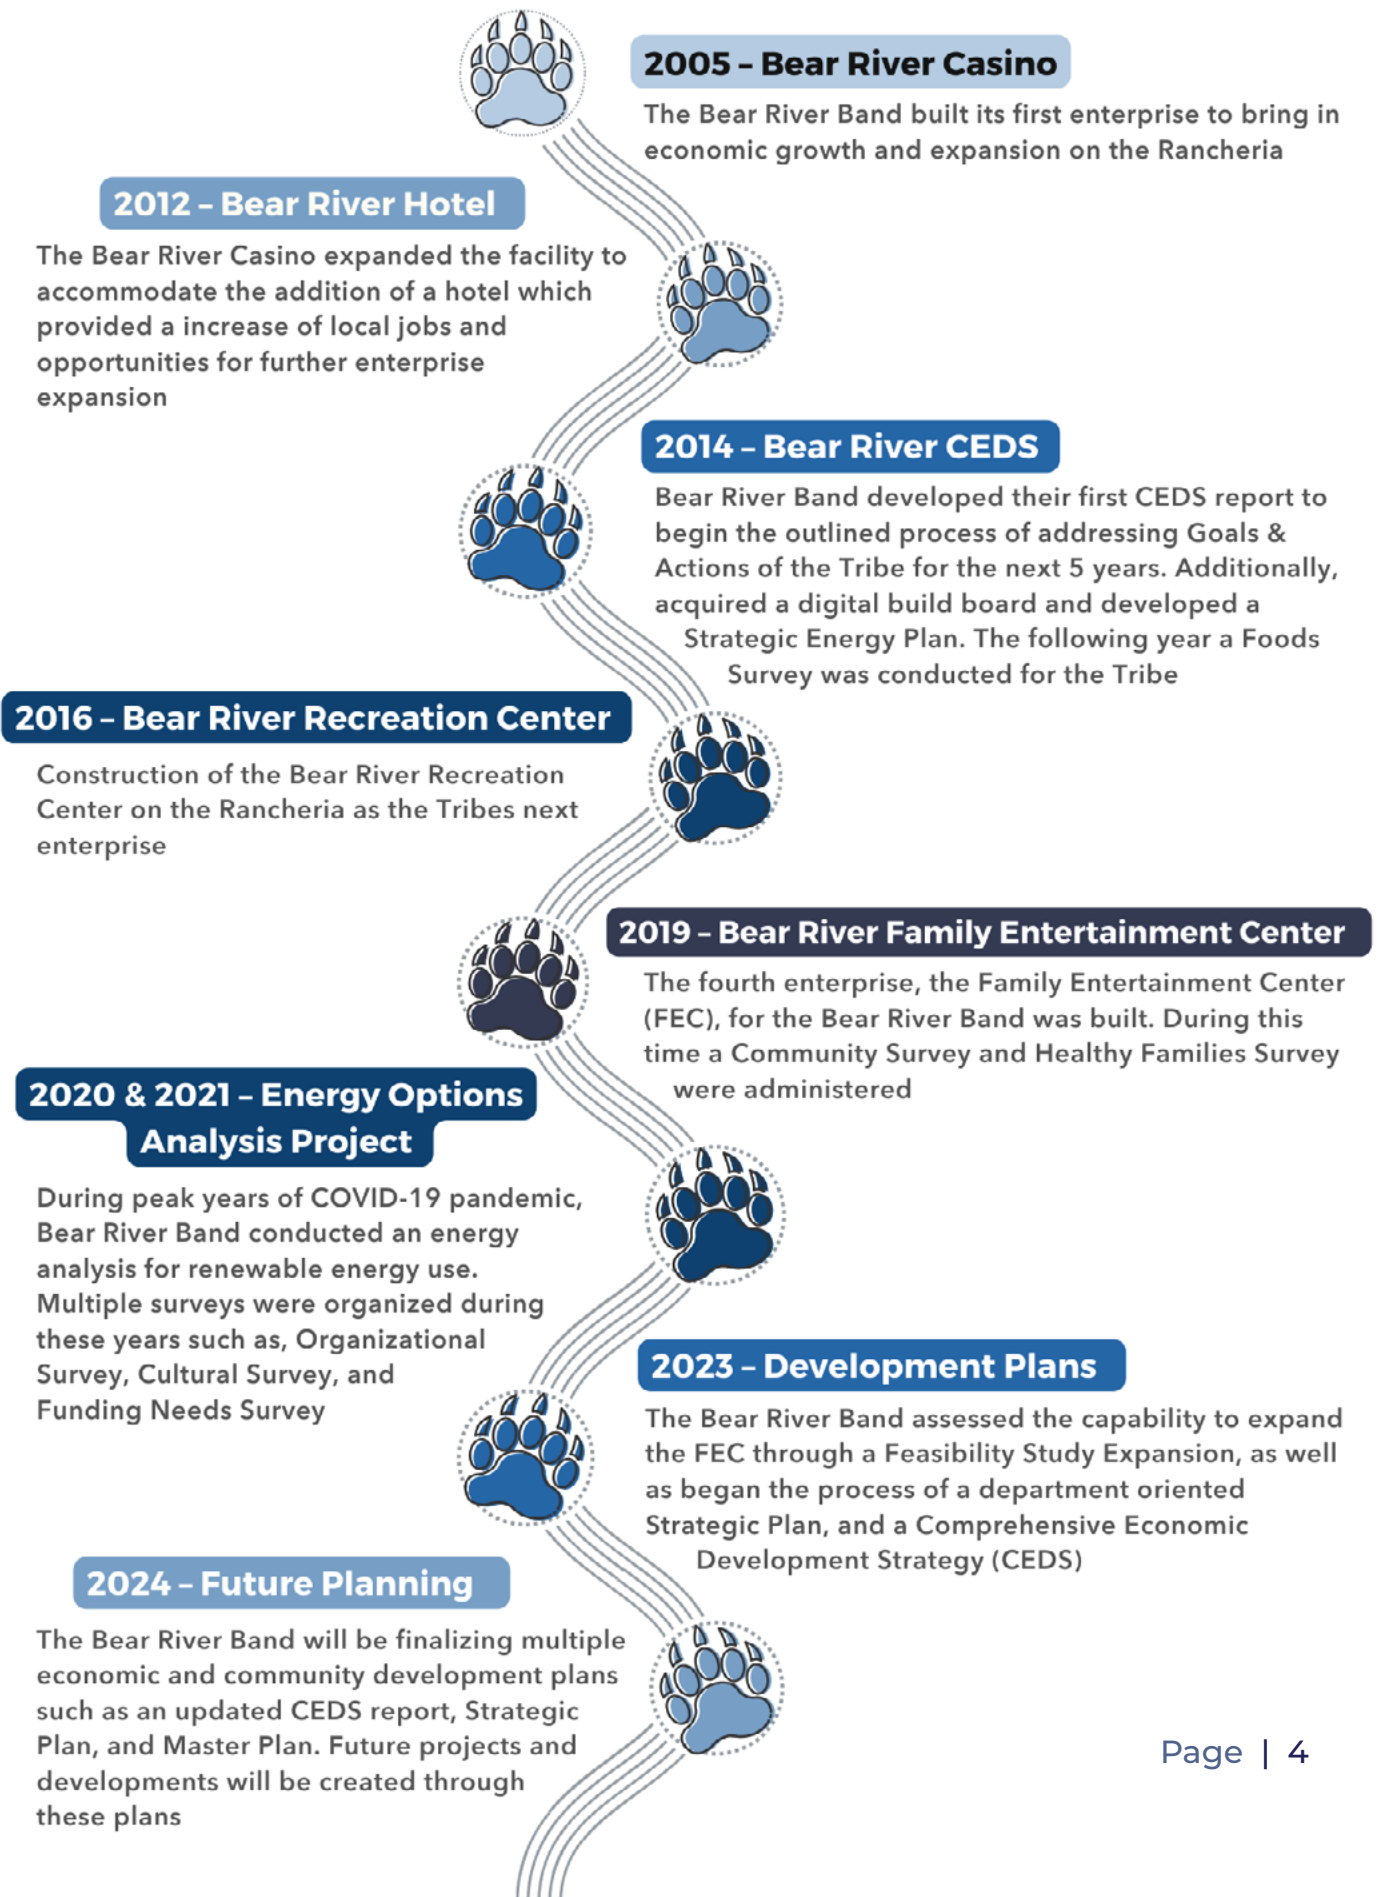 2005 – Bear River Casino
The Bear River Band built its first enterprise to bring in
economic growth and expansion on the Rancheria
2012 – Bear River Hotel
The Bear River Casino expanded the facility to
accommodate the addition of a hotel which
provided a increase of local jobs and
opportunities for further enterprise
expansion
2014 – Bear River CEDS
Bear River Band developed their first CEDS report to
begin the outlined process of addressing Goals &
Actions of the Tribe for the next 5 years. Additionally,
acquired a digital build board and developed a
Strategic Energy Plan. The following year a Foods
Survey was conducted for the Tribe
2016 – Bear River Recreation Center
Construction of the Bear River Recreation
Center on the Rancheria as the Tribes next
enterprise
2019 – Bear River Family Entertainment Center
The fourth enterprise, the Family Entertainment Center
(FEC), for the Bear River Band was built. During this
time a Community Survey and Healthy Families Survey
were administered
2020 & 2021 – Energy Options
Analysis Project
During peak years of COVID-19 pandemic,
Bear River Band conducted an energy
analysis for renewable energy use.
Multiple surveys were organized during
these years such as, Organizational
Survey, Cultural Survey, and
Funding Needs Survey
2023 – Development Plans
The Bear River Band assessed the capability to expand
the FEC through a Feasibility Study Expansion, as well
as began the process of a department oriented
Strategic Plan, and a Comprehensive Economic
Development Strategy (CEDS)
2024 – Future Planning
The Bear River Band will be finalizing multiple
economic and community development plans
such as an updated CEDS report, Strategic
Plan, and Master Plan. Future projects and
developments will be created through
these plans
Page | 4